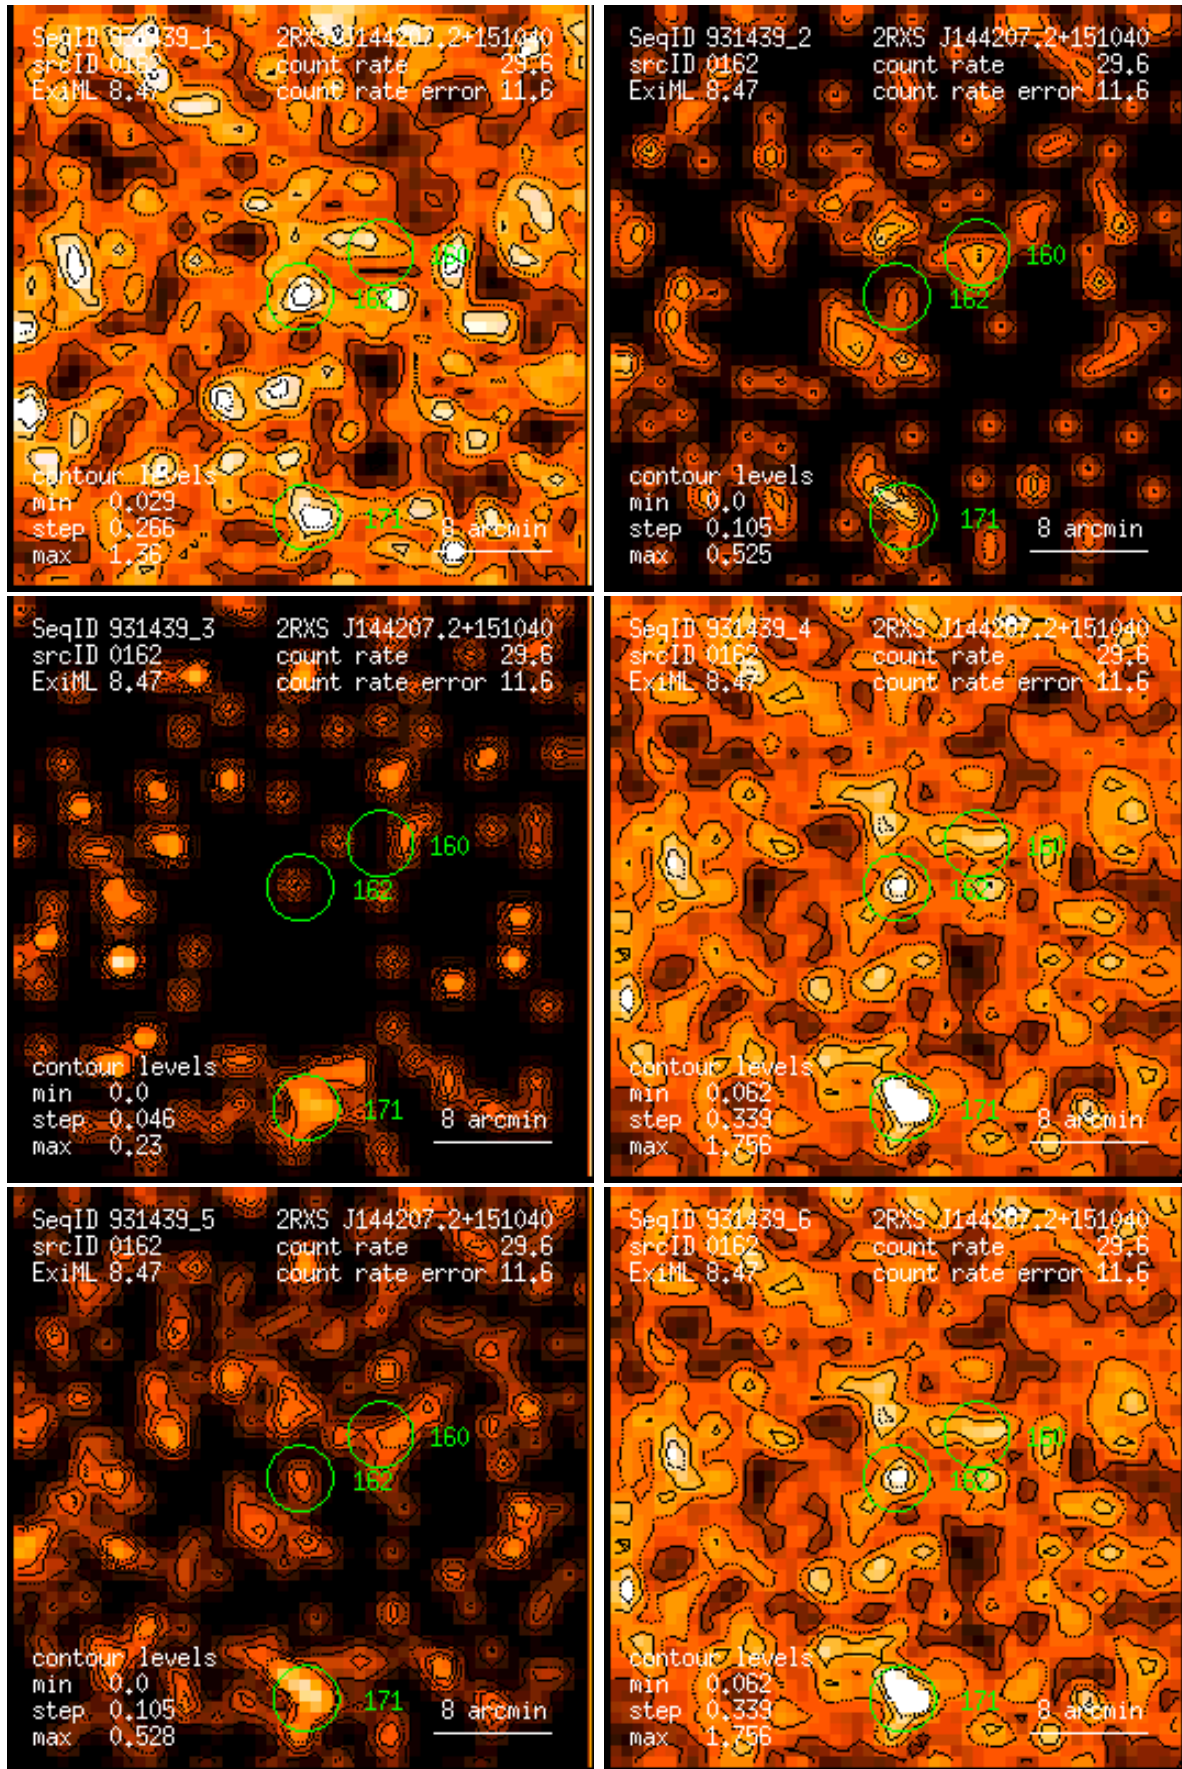 SeqID 931439_1 2RXS J144207.2+151040
srcID 0162 count rate 29.6
ExiML 8.47 count rate error 11.6
160
162
contour levels
min 0.029
step 0.266
max 1.36
171
8 arcmin
SeqID 931439_2 2RXS J144207.2+151040
srcID 0162 count rate 29.6
ExiML 8.47 count rate error 11.6
160
162
contour levels
min 0.0
step 0.105
max 0.525
171
8 arcmin
SeqID 931439_3 2RXS J144207.2+151040
srcID 0162 count rate 29.6
ExiML 8.47 count rate error 11.6
160
162
contour levels
min 0.0
step 0.046
max 0.23
171
8 arcmin
SeqID 931439_4 2RXS J144207.2+151040
srcID 0162 count rate 29.6
ExiML 8.47 count rate error 11.6
160
162
contour levels
min 0.062
step 0.339
max 1.756
171
8 arcmin
SeqID 931439_5 2RXS J144207.2+151040
srcID 0162 count rate 29.6
ExiML 8.47 count rate error 11.6
160
162
contour levels
min 0.0
step 0.105
max 0.528
171
8 arcmin
SeqID 931439_6 2RXS J144207.2+151040
srcID 0162 count rate 29.6
ExiML 8.47 count rate error 11.6
160
162
contour levels
min 0.062
step 0.339
max 1.756
171
8 arcmin